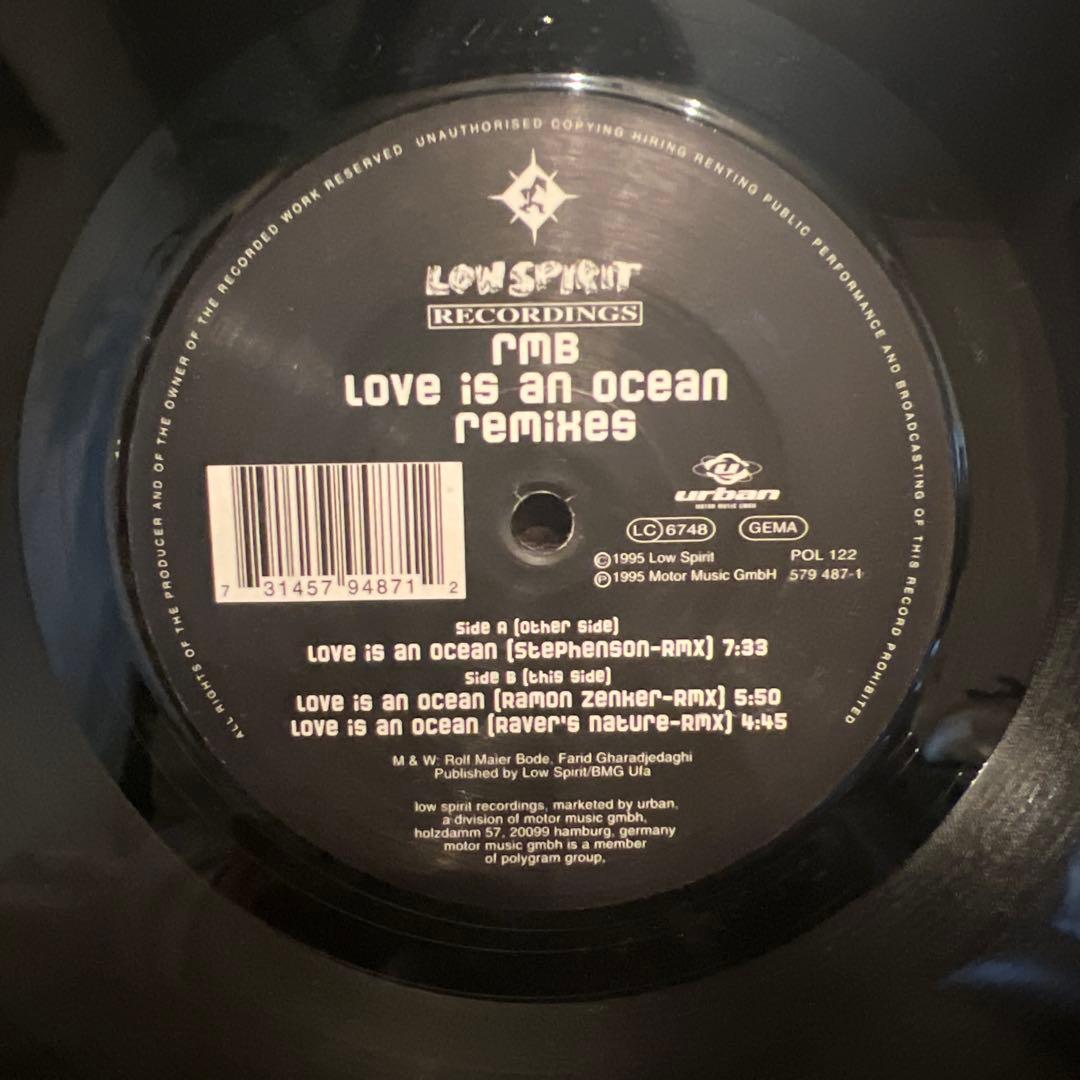 ALL RIGHTS OF THE PRODUCER AND OF THE OWNER OF THE RECORDED WORK RESERVED UNAUTHORISED COPYING HIRING RENTING PUBLIC PERFORMANCE AND BROADCASTING OF THIS RECORD PROHIBITED
LOW SPIRIT
RECORDINGS
rmB
Love is an ocean
remixes
u
urban
MOTOR MUSIC GMBH
LC 6748 GEMA
©1995 Low Spirit POL 122
℗1995 Motor Music GmbH 579 487-1
7 31457 94871 2
Side A (other side)
Love is an ocean (Stephenson-RMX) 7:33
Side B (this side)
Love is an ocean (Ramon Zenker-RMX) 5:50
Love is an ocean (Raver's nature-RMX) 4:45
M & W: Rolf Maier Bode, Farid Gharadjedaghi
Published by Low Spirit/BMG Ufa
low spirit recordings, marketed by urban,
a division of motor music gmbh,
holzdamm 57, 20099 hamburg, germany
motor music gmbh is a member
of polygram group,